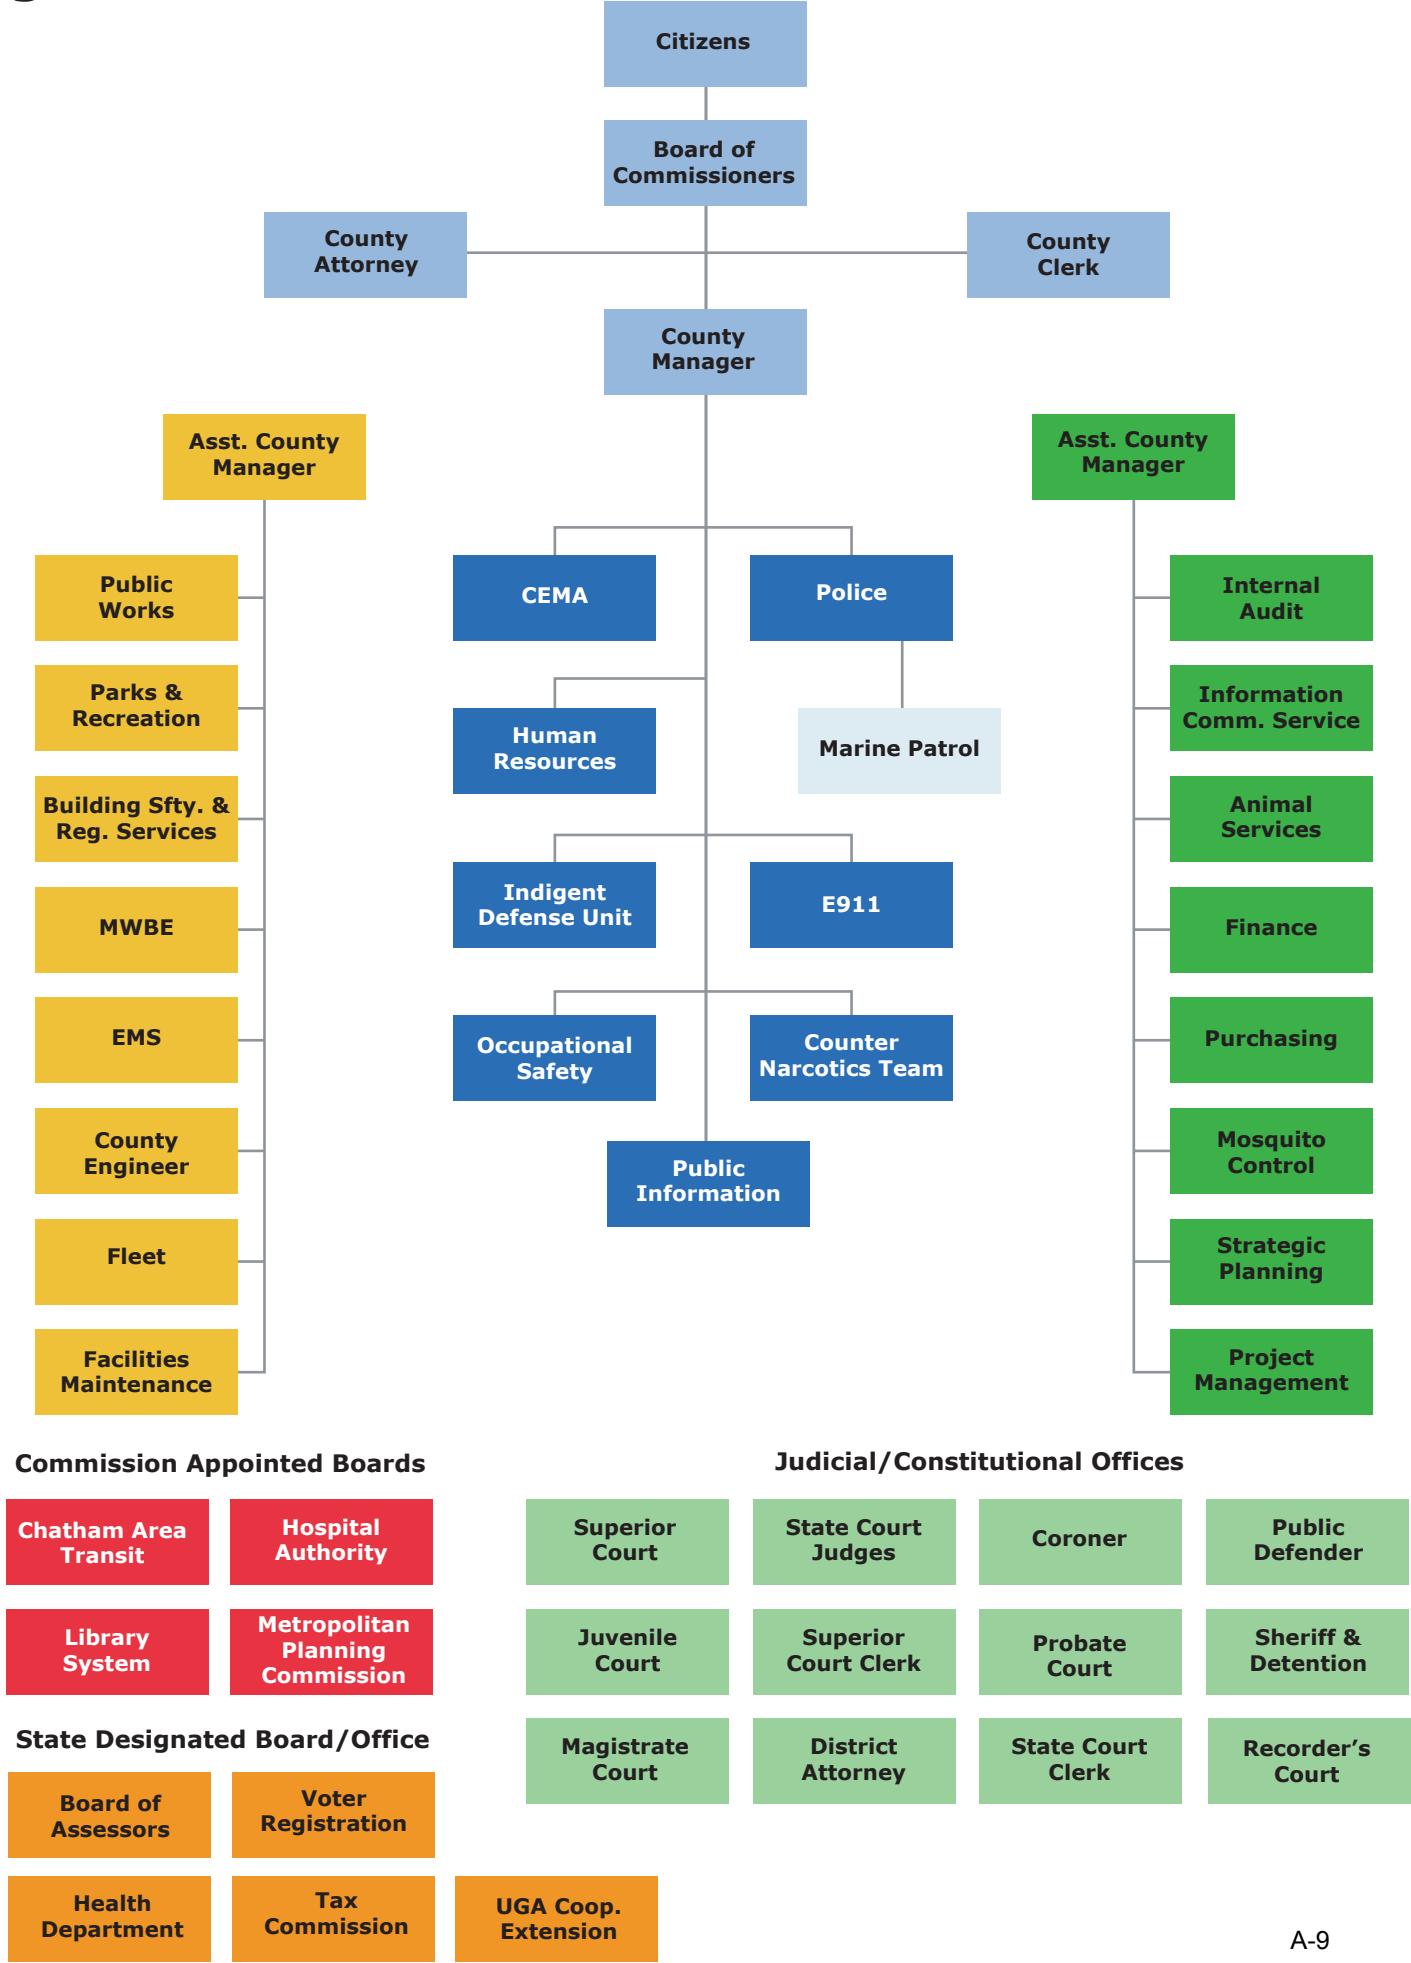 Citizens
Board of
Commissioners
County
Attorney
County
Clerk
County
Manager
Asst. County
Manager
Asst. County
Manager
Public
Works
Parks &
Recreation
Building Sfty. &
Reg. Services
MWBE
EMS
County
Engineer
Fleet
Facilities
Maintenance
CEMA
Police
Human
Resources
Marine Patrol
Indigent
Defense Unit
E911
Occupational
Safety
Counter
Narcotics Team
Public
Information
Internal
Audit
Information
Comm. Service
Animal
Services
Finance
Purchasing
Mosquito
Control
Strategic
Planning
Project
Management
Commission Appointed Boards
Chatham Area
Transit
Hospital
Authority
Library
System
Metropolitan
Planning
Commission
State Designated Board/Office
Board of
Assessors
Voter
Registration
Health
Department
Tax
Commission
UGA Coop.
Extension
Judicial/Constitutional Offices
Superior
Court
State Court
Judges
Coroner
Public
Defender
Juvenile
Court
Superior
Court Clerk
Probate
Court
Sheriff &
Detention
Magistrate
Court
District
Attorney
State Court
Clerk
Recorder's
Court
A-9